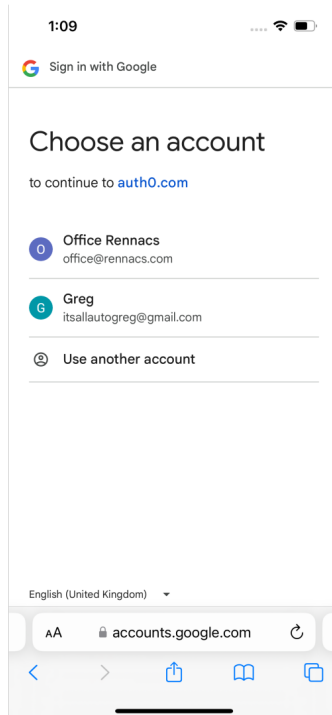 1:09
Sign in with Google
Choose an account
to continue to auth0.com
O
Office Rennacs
office@rennacs.com
G
Greg
itsallautogreg@gmail.com
Use another account
English (United Kingdom)
AA
accounts.google.com